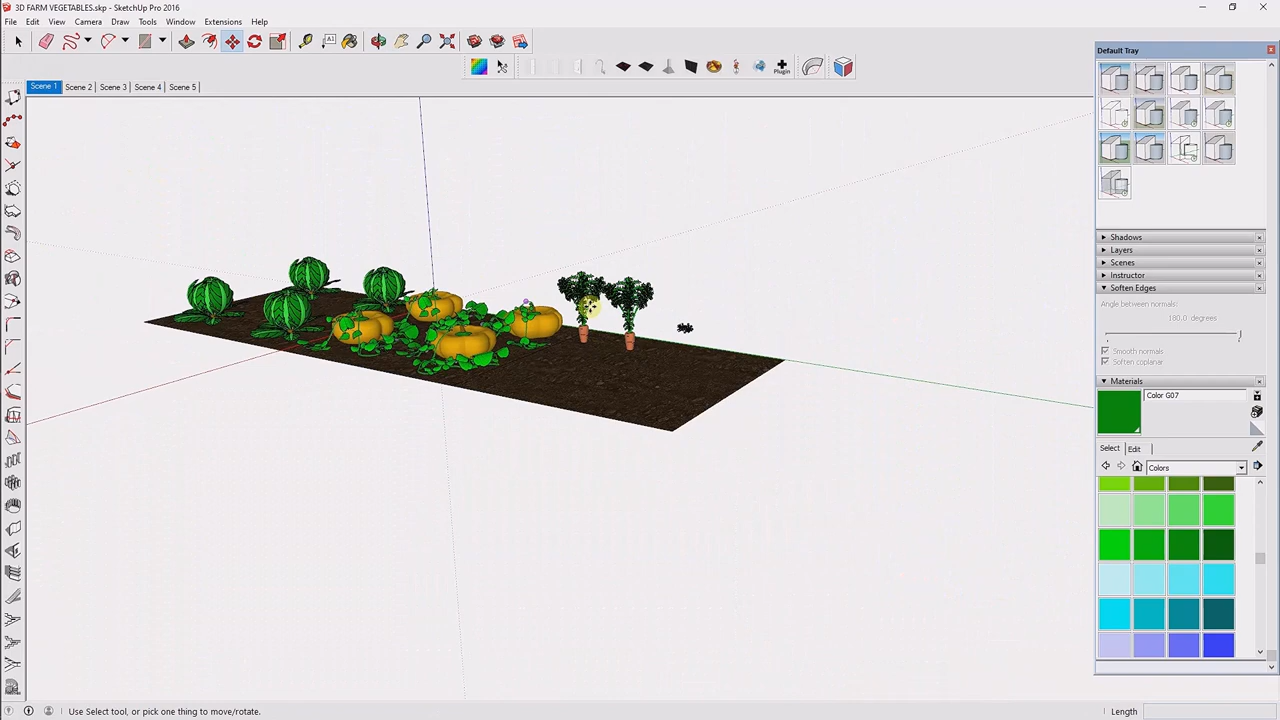 3D FARM VEGETABLES.skp - SketchUp Pro 2016
File Edit View Camera Draw Tools Window Extensions Help
A1
Plugin
Scene 1 Scene 2 Scene 3 Scene 4 Scene 5
Default Tray
Shadows
Layers
Scenes
Instructor
Soft Edges
Angle between normals:
180.0 degrees
Smooth normals
Soften coplanar
Materials
Color G07
Select Edit
Colors
Use Select tool, or pick one thing to move/rotate.
Length